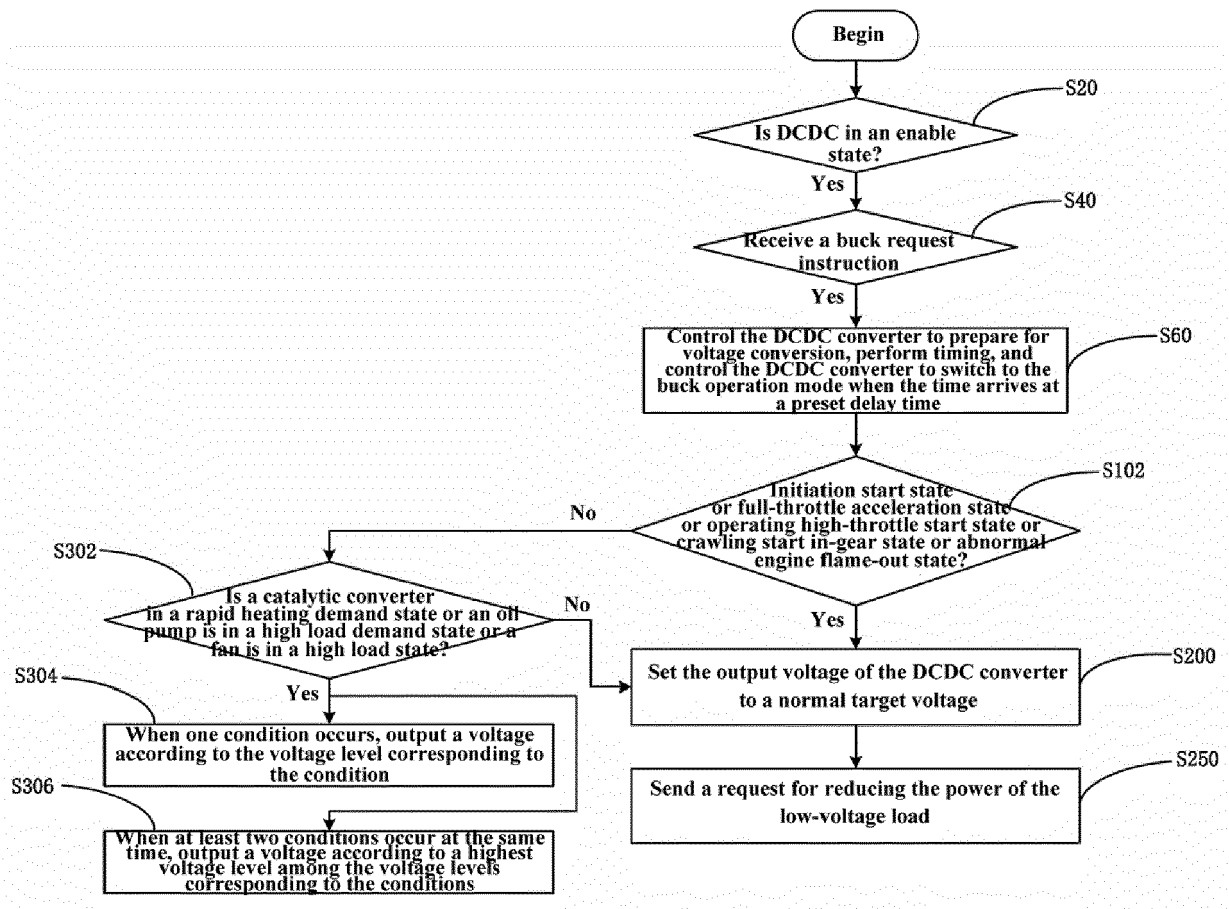 Begin
S20
Is DCDC in an enable
state?
Yes
S40
Receive a buck request
instruction
Yes
S60
Control the DCDC converter to prepare for
voltage conversion, perform timing, and
control the DCDC converter to switch to the
buck operation mode when the time arrives at
a preset delay time
S102
Initiation start state
or full-throttle acceleration state
or operating high-throttle start state or
crawling start in-gear state or abnormal
engine flame-out state?
No
Yes
S302
Is a catalytic converter
in a rapid heating demand state or an oil
pump is in a high load demand state or a
fan is in a high load state?
No
Yes
S200
Set the output voltage of the DCDC converter
to a normal target voltage
S304
When one condition occurs, output a voltage
according to the voltage level corresponding to
the condition
S250
Send a request for reducing the power of the
low-voltage load
S306
When at least two conditions occur at the same
time, output a voltage according to a highest
voltage level among the voltage levels
corresponding to the conditions